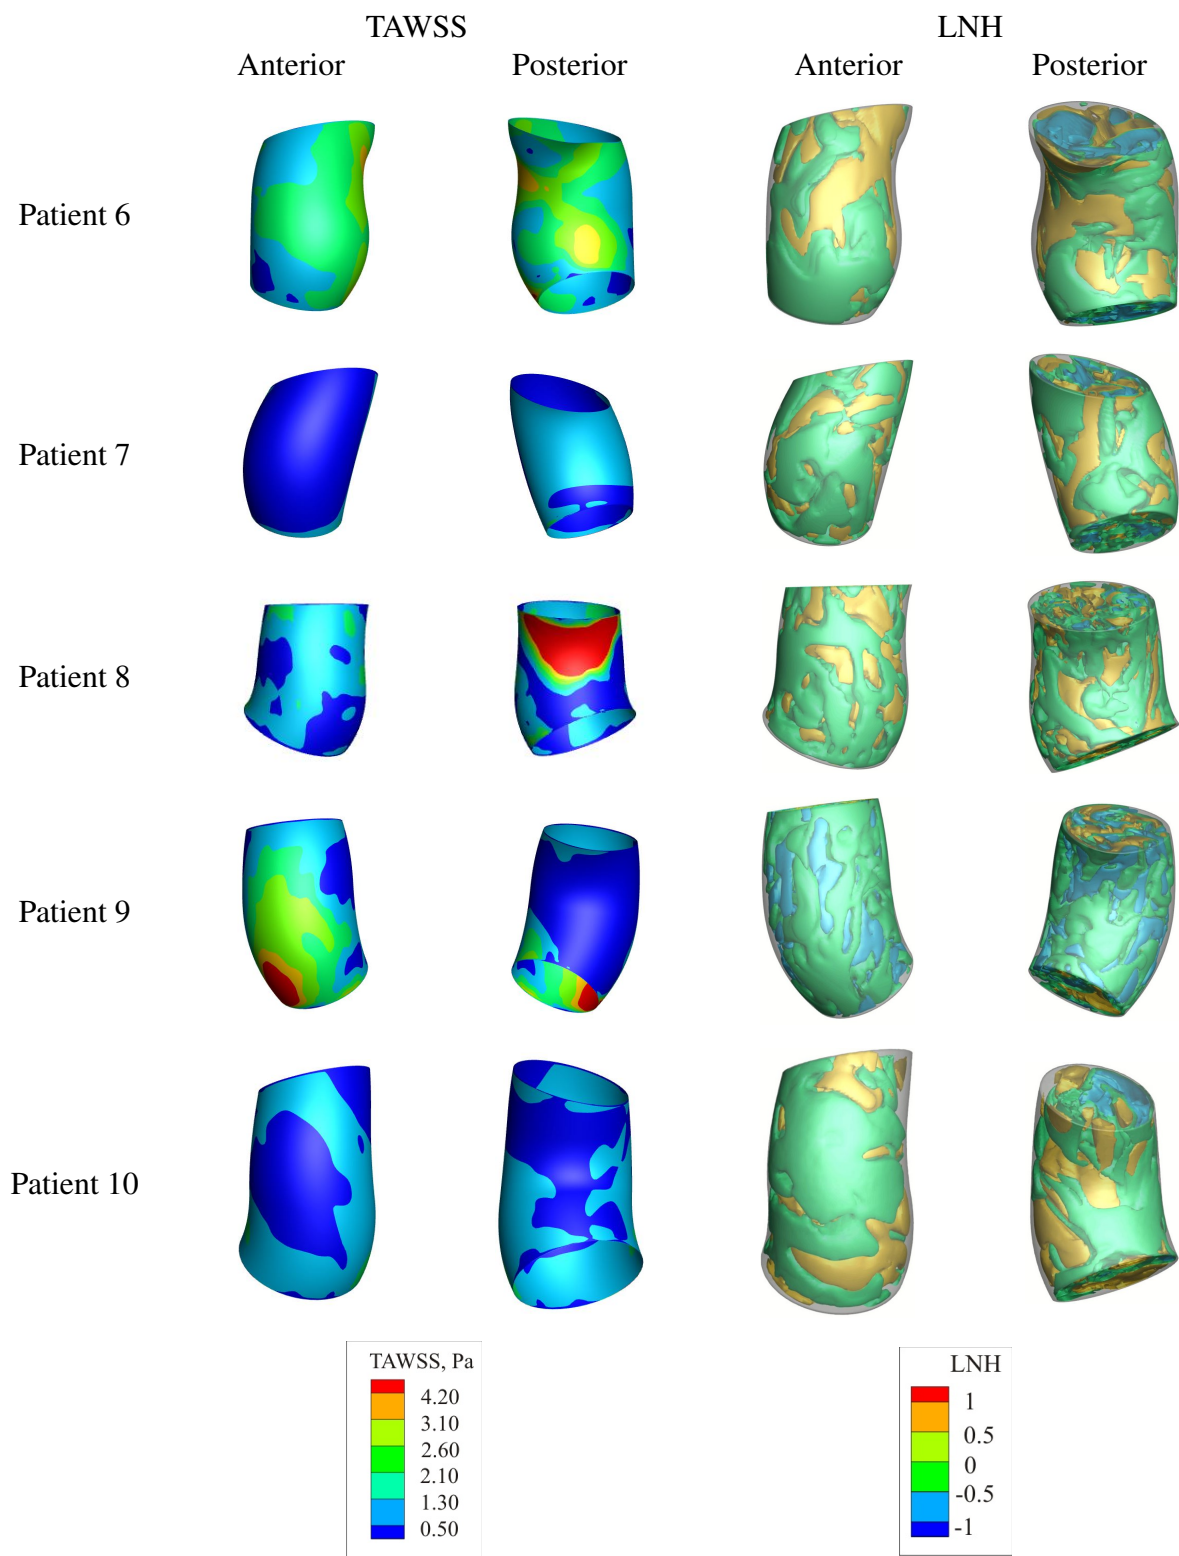 TAWSS LNH
Anterior Posterior Anterior Posterior
Patient 6
Patient 7
Patient 8
Patient 9
Patient 10
TAWSS, Pa
4.20
3.10
2.60
2.10
1.30
0.50
LNH
1
0.5
0
-0.5
-1